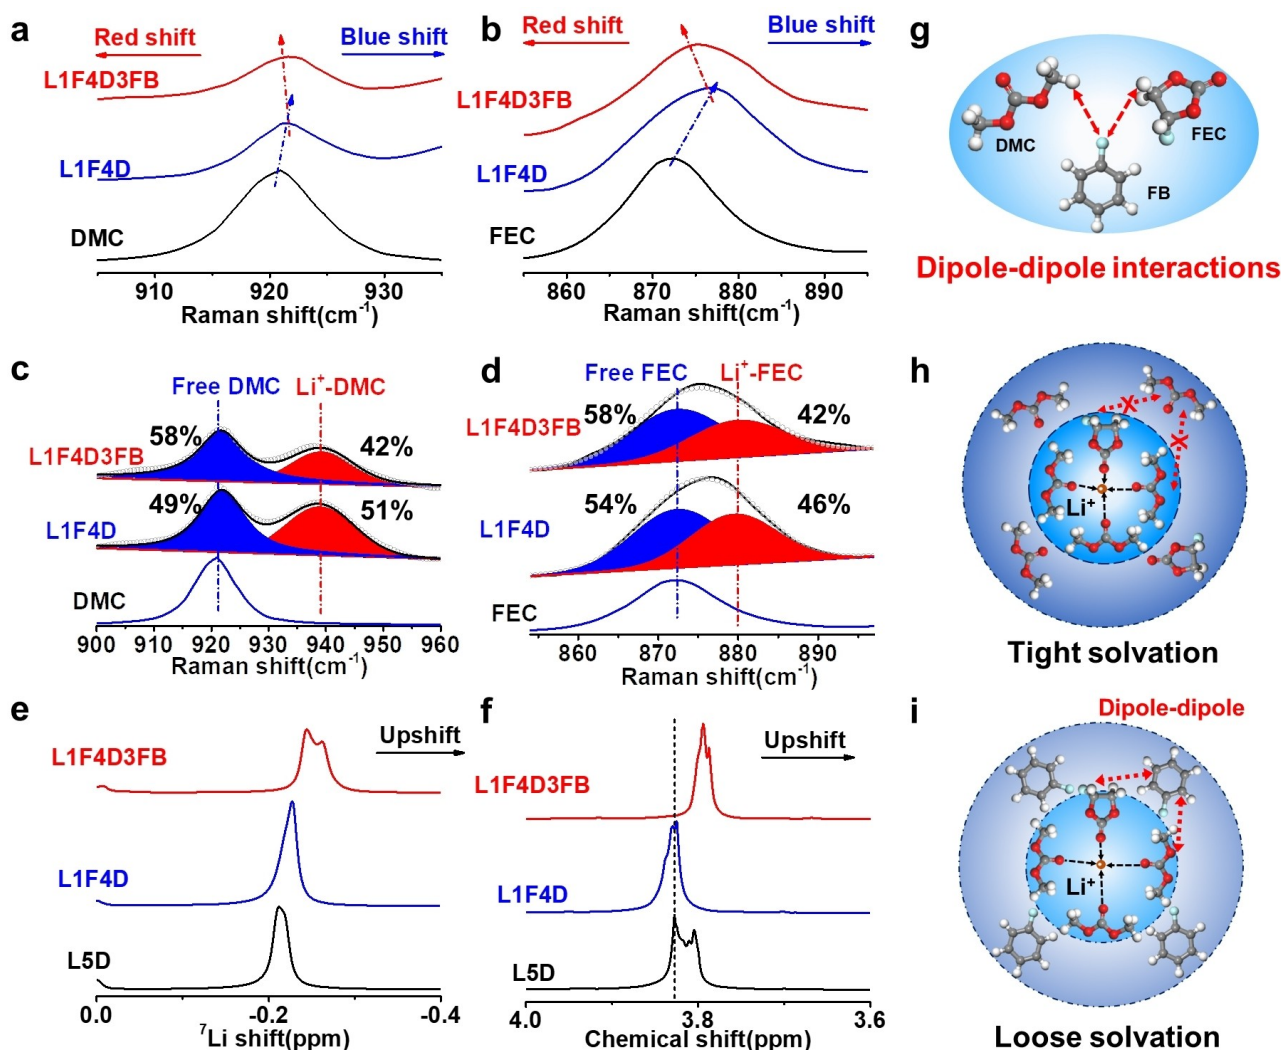 a
Red shift
Blue shift
L1F4D3FB
L1F4D
DMC
910 920 930
Raman shift(cm-1)
b
Red shift
Blue shift
L1F4D3FB
L1F4D
FEC
860 870 880 890
Raman shift(cm-1)
g
DMC
FEC
FB
Dipole-dipole interactions
c
Free DMC
Li+-DMC
58%
42%
L1F4D3FB
49%
51%
L1F4D
DMC
900 910 920 930 940 950 960
Raman shift(cm-1)
d
Free FEC
Li+-FEC
58%
42%
L1F4D3FB
54%
46%
L1F4D
FEC
860 870 880 890
Raman shift(cm-1)
h
X
X
Li+
Tight solvation
e
Upshift
L1F4D3FB
L1F4D
L5D
0.0 -0.2 -0.4
7Li shift(ppm)
f
Upshift
L1F4D3FB
L1F4D
L5D
4.0 3.8 3.6
Chemical shift(ppm)
i
Dipole-dipole
Li+
Loose solvation